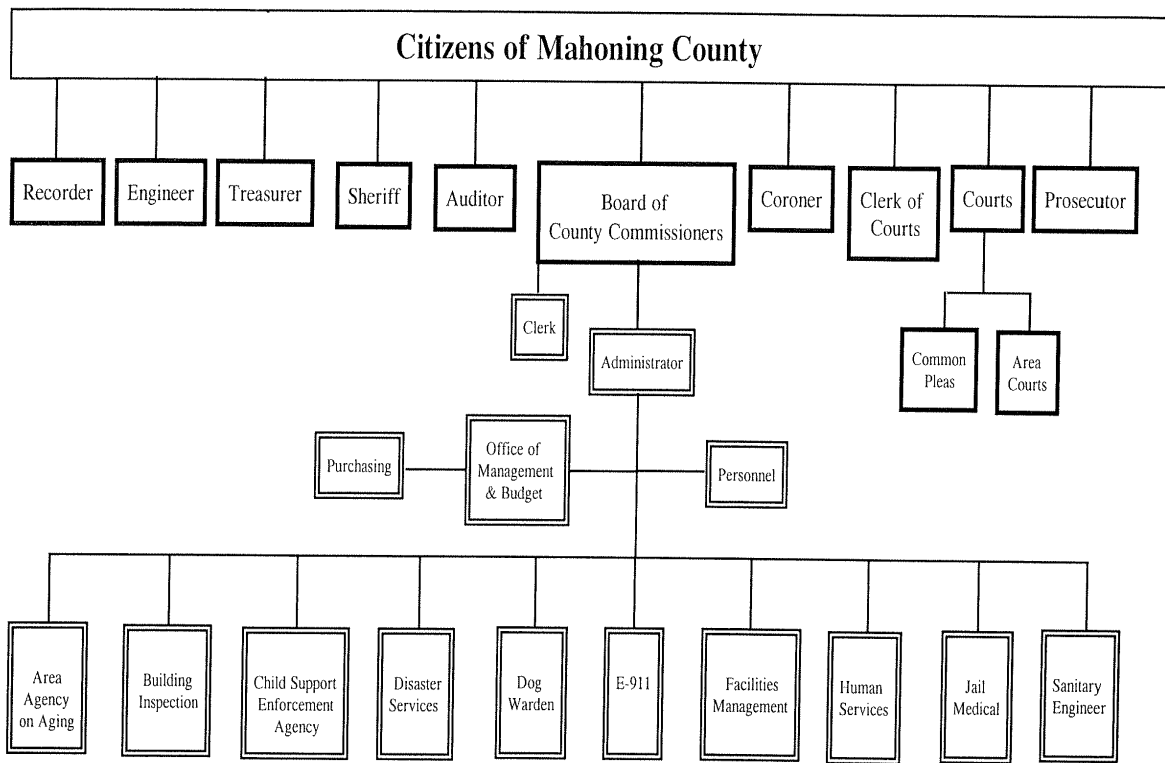 Citizens of Mahoning County
Recorder
Engineer
Treasurer
Sheriff
Auditor
Board of
County Commissioners
Coroner
Clerk of
Courts
Courts
Prosecutor
Clerk
Administrator
Common
Pleas
Area
Courts
Purchasing
Office of
Management
& Budget
Personnel
Area
Agency
on Aging
Building
Inspection
Child Support
Enforcement
Agency
Disaster
Services
Dog
Warden
E-911
Facilities
Management
Human
Services
Jail
Medical
Sanitary
Engineer